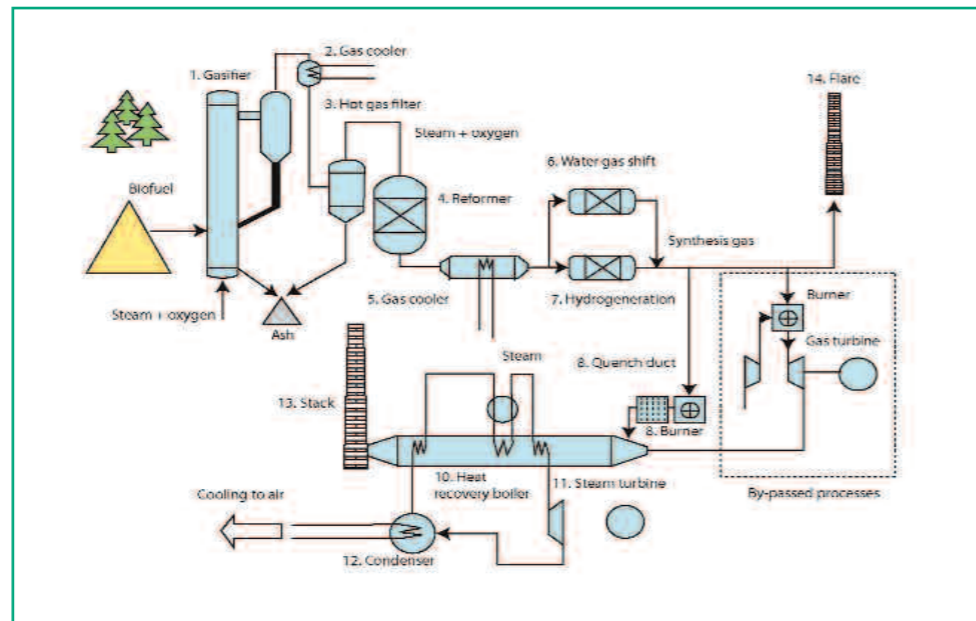 2. Gas cooler
1. Gasifier
14. Flare
3. Hot gas filter
Steam + oxygen
6. Water gas shift
Biofuel
4. Reformer
Synthesis gas
5. Gas cooler
7. Hydrogeneration
Steam + oxygen
Ash
Burner
Gas turbine
Steam
8. Quench duct
13. Stack
8. Burner
10. Heat
recovery boiler
11. Steam turbine
By-passed processes
Cooling to air
12. Condenser